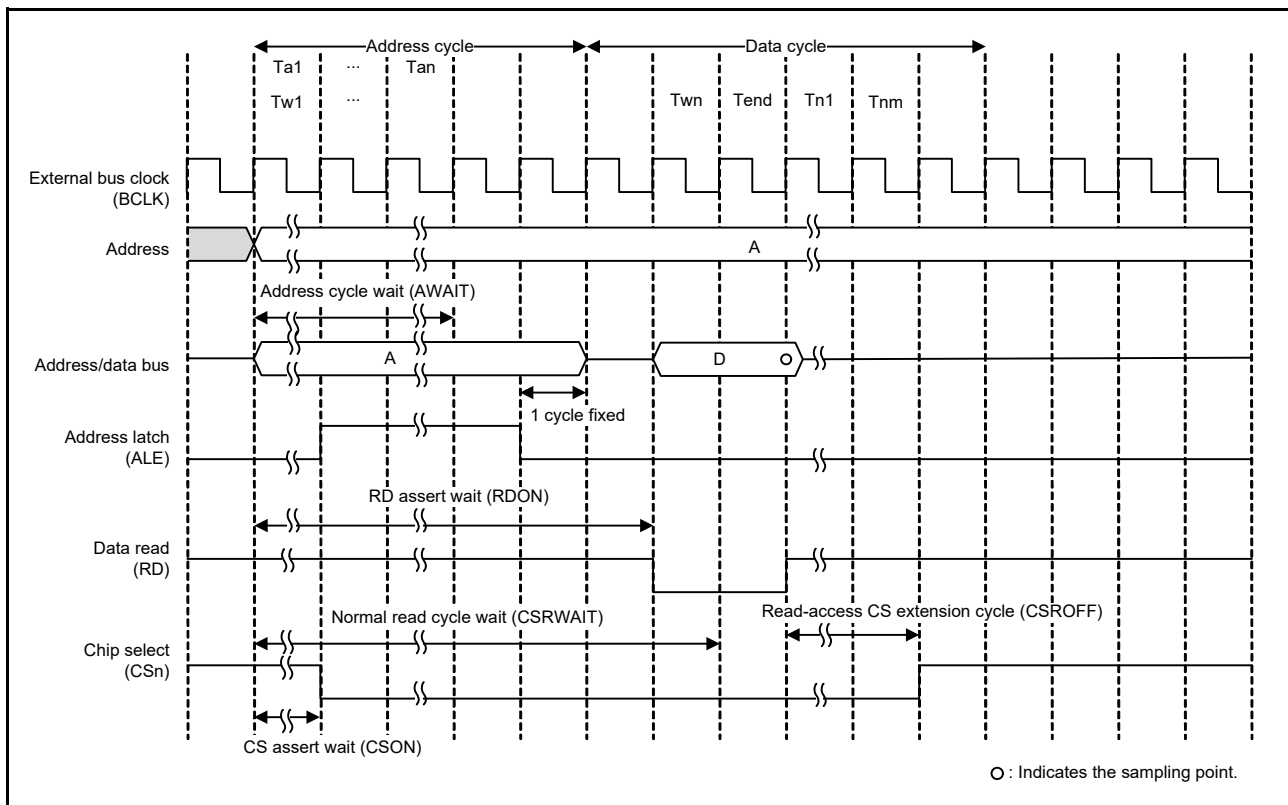 Address cycle Data cycle
Ta1 ... Tan
Tw1 ... Twn Tend Tn1 Tnm
External bus clock
(BCLK)
Address
A
Address cycle wait (AWAIT)
Address/data bus
A D
1 cycle fixed
Address latch
(ALE)
RD assert wait (RDON)
Data read
(RD)
Normal read cycle wait (CSRWAIT) Read-access CS extension cycle (CSROFF)
Chip select
(CSn)
CS assert wait (CSON)
: Indicates the sampling point.